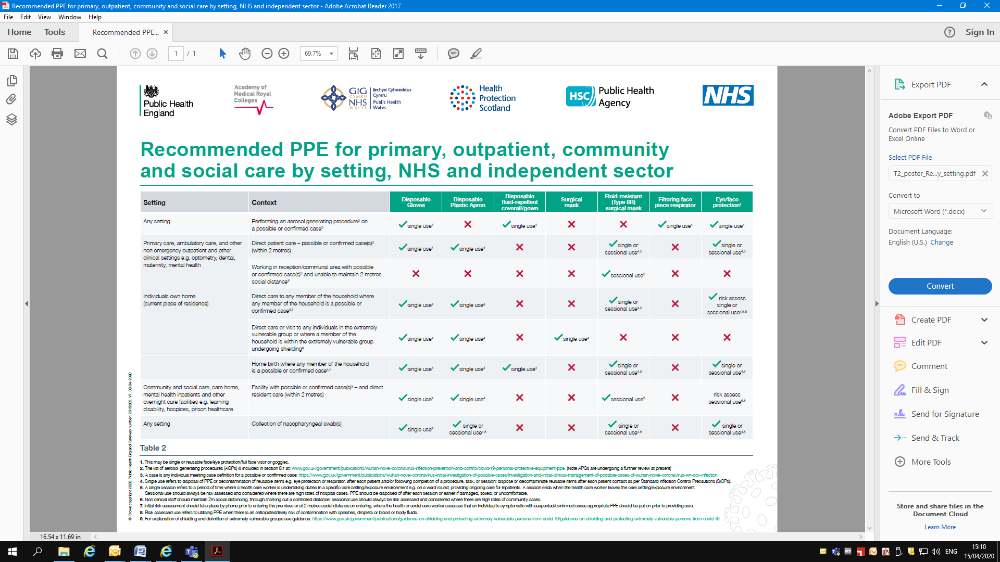 Recommended PPE for primary, outpatient, community and social care by setting, NHS and independent sector - Adobe Acrobat Reader 2017
File Edit View Window Help
Home Tools Recommended PPE... × Sign In
1 / 1 69.7%
Public Health
England
Academy of
Medical Royal
Colleges
GIG
CYMRU
NHS
WALES
Iechyd Cyhoeddus
Cymru
Public Health
Wales
Health
Protection
Scotland
HSC Public Health
Agency
NHS
Recommended PPE for primary, outpatient, community
and social care by setting, NHS and independent sector
Setting
Context
Disposable
Gloves
Disposable
Plastic Apron
Disposable
fluid-repellent
coverall/gown
Surgical
mask
Fluid-resistant
(Type IIR)
surgical mask
Filtering face
piece respirator
Eye/face
protection¹
Any setting
Performing an aerosol generating procedure² on
a possible or confirmed case³
✓ single use⁴
✕
✓ single use⁴
✕
✕
✓ single use⁴
✓ single use⁴
Primary care, ambulatory care, and other
non emergency outpatient and other
clinical settings e.g. optometry, dental,
maternity, mental health
Direct patient care – possible or confirmed case(s)³
(within 2 metres)
✓ single use⁴
✓ single use⁴
✕
✕
✓ single or
sessional use⁴,⁵
✕
✓ single or
sessional use⁴,⁵
Working in reception/communal area with possible
or confirmed case(s)³ and unable to maintain 2 metres
social distance⁶
✕
✕
✕
✕
✓ sessional use⁵
✕
✕
Individuals own home
(current place of residence)
Direct care to any member of the household where
any member of the household is a possible or
confirmed case³,⁷
✓ single use⁴
✓ single use⁴
✕
✕
✓ single or
sessional use⁴,⁵
✕
✓ risk assess
single or
sessional use⁴,⁵,⁸
Direct care or visit to any individuals in the extremely
vulnerable group or where a member of the
household is within the extremely vulnerable group
undergoing shielding⁹
✓ single use⁴
✓ single use⁴
✕
✓ single use⁴
✕
✕
✕
Home birth where any member of the household
is a possible or confirmed case³,⁷
✓ single use⁴
✓ single use⁴
✓ single use⁴
✕
✓ single or
sessional use⁴,⁵
✕
✓ single or
sessional use⁴,⁵
Community and social care, care home,
mental health inpatients and other
overnight care facilities e.g. learning
disability, hospices, prison healthcare
Facility with possible or confirmed case(s)³ – and direct
resident care (within 2 metres)
✓ single use⁴
✓ single use⁴
✕
✕
✓ sessional use⁵
✕
risk assess
sessional use⁵,⁸
Any setting
Collection of nasopharyngeal swab(s)
✓ single use⁴
✓ single or
sessional use⁴,⁵
✕
✕
✓ single or
sessional use⁴,⁵
✕
✓ single or
sessional use⁴,⁵
Table 2
1. This may be single or reusable face/eye protection/full face visor or goggles.
2. The list of aerosol generating procedures (AGPs) is included in section 8.1 at: www.gov.uk/government/publications/wuhan-novel-coronavirus-infection-prevention-and-control/covid-19-personal-protective-equipment-ppe. (Note APGs are undergoing a further review at present)
3. A case is any individual meeting case definition for a possible or confirmed case: https://www.gov.uk/government/publications/wuhan-novel-coronavirus-initial-investigation-of-possible-cases/investigation-and-initial-clinical-management-of-possible-cases-of-wuhan-novel-coronavirus-wn-cov-infection
4. Single use refers to disposal of PPE or decontamination of reusable items e.g. eye protection or respirator, after each patient and/or following completion of a procedure, task, or session; dispose or decontaminate reusable items after each patient contact as per Standard Infection Control Precautions (SICPs).
5. A single session refers to a period of time where a health care worker is undertaking duties in a specific care setting/exposure environment e.g. on a ward round; providing ongoing care for inpatients. A session ends when the health care worker leaves the care setting/exposure environment.
Sessional use should always be risk assessed and considered where there are high rates of hospital cases. PPE should be disposed of after each session or earlier if damaged, soiled, or uncomfortable.
6. Non clinical staff should maintain 2m social distancing, through marking out a controlled distance; sessional use should always be risk assessed and considered where there are high rates of community cases.
7. Initial risk assessment should take place by phone prior to entering the premises or at 2 metres social distance on entering; where the health or social care worker assesses that an individual is symptomatic with suspected/confirmed cases appropriate PPE should be put on prior to providing care.
8. Risk assessed use refers to utilising PPE when there is an anticipated/likely risk of contamination with splashes, droplets or blood or body fluids.
9. For explanation of shielding and definition of extremely vulnerable groups see guidance: https://www.gov.uk/government/publications/guidance-on-shielding-and-protecting-extremely-vulnerable-persons-from-covid-19/guidance-on-shielding-and-protecting-extremely-vulnerable-persons-from-covid-19
16.54 x 11.69 in
Export PDF
Adobe Export PDF
Convert PDF Files to Word or
Excel Online
Select PDF File
T2_poster_Re...y_setting.pdf
Convert to
Microsoft Word (*.docx)
Document Language:
English (U.S.) Change
Convert
Create PDF
Edit PDF
Comment
Fill & Sign
Send for Signature
Send & Track
More Tools
Store and share files in the
Document Cloud
Learn More
ENG
15:10
15/04/2020